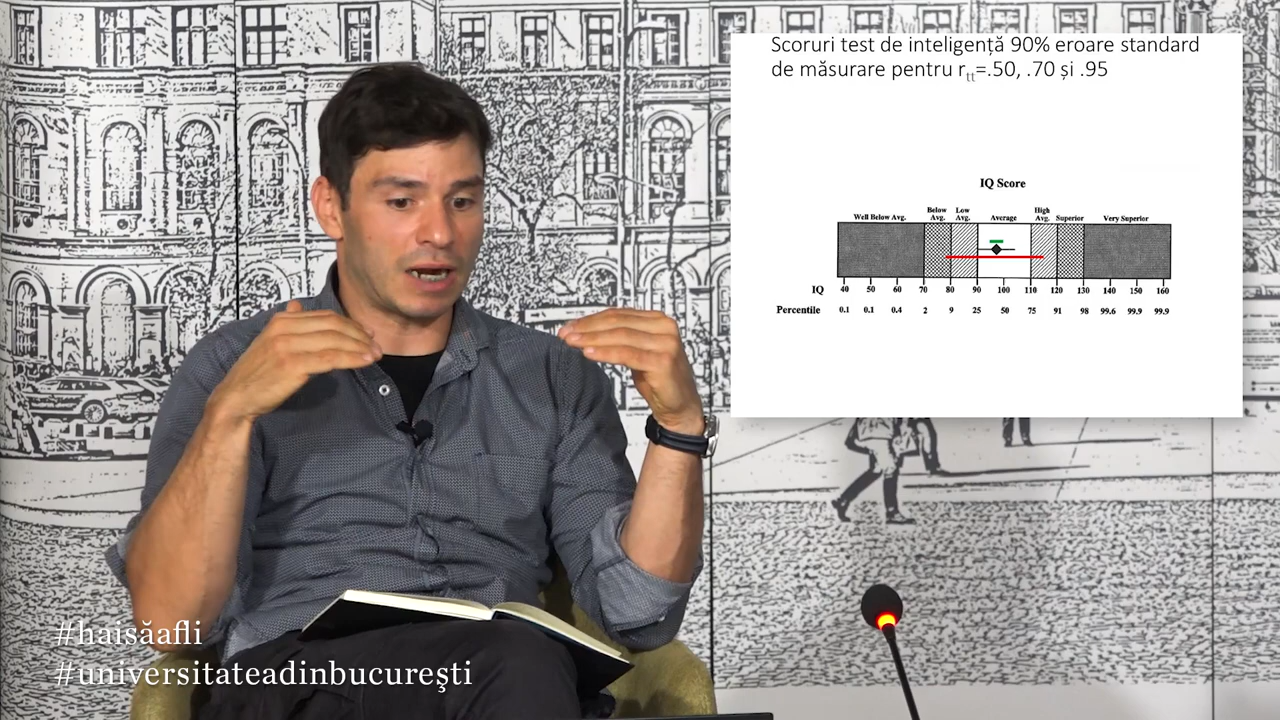 Scoruri test de inteligență 90% eroare standard
de măsurare pentru rtt=.50, .70 și .95
IQ Score
Well Below Avg. Below Avg. Low Avg. Average High Avg. Superior Very Superior
IQ 40 50 60 70 80 90 100 110 120 130 140 150 160
Percentile 0.1 0.1 0.4 2 9 25 50 75 91 98 99.6 99.9 99.9
#haisăafli
#universitateadinbucureşti